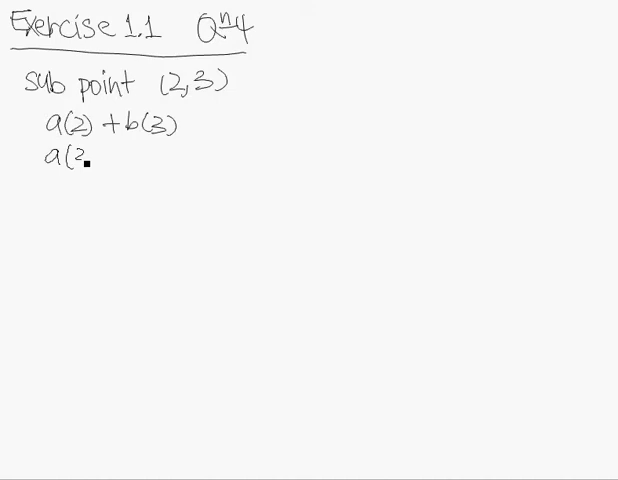 Exercise 1.1 Qⁿ4
sub point (2,3)
a(2) + b(3)
a(2